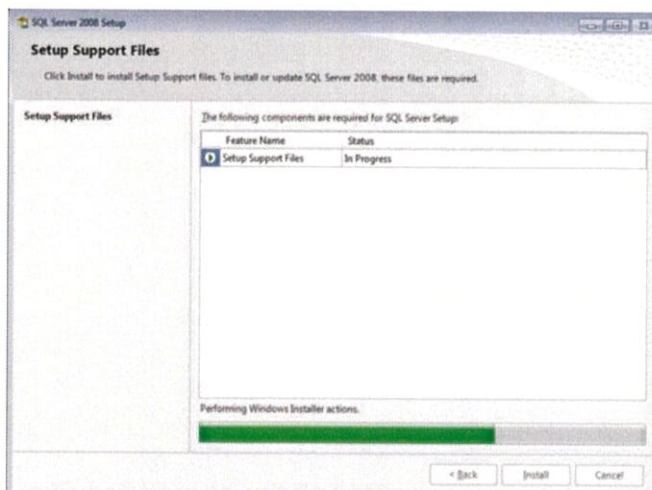 SQL Server 2008 Setup
Setup Support Files
Click Install to install Setup Support files. To install or update SQL Server 2008, these files are required.
Setup Support Files
The following components are required for SQL Server Setup:
Feature Name Status
Setup Support Files In Progress
Performing Windows Installer actions.
< Back Install Cancel